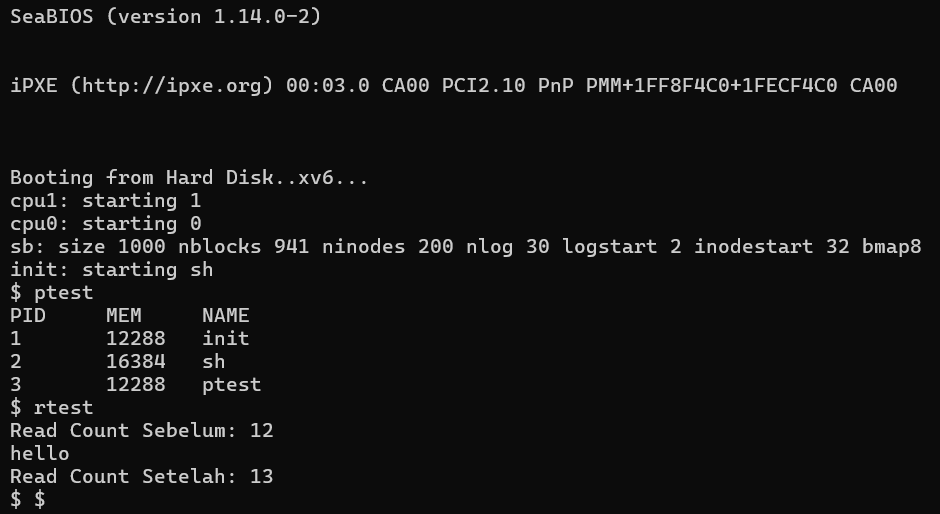 SeaBIOS (version 1.14.0-2)
iPXE (http://ipxe.org) 00:03.0 CA00 PCI2.10 PnP PMM+1FF8F4C0+1FECF4C0 CA00
Booting from Hard Disk..xv6...
cpu1: starting 1
cpu0: starting 0
sb: size 1000 nblocks 941 ninodes 200 nlog 30 logstart 2 inodestart 32 bmap8
init: starting sh
$ ptest
PID MEM NAME
1 12288 init
2 16384 sh
3 12288 ptest
$ rtest
Read Count Sebelum: 12
hello
Read Count Setelah: 13
$ $